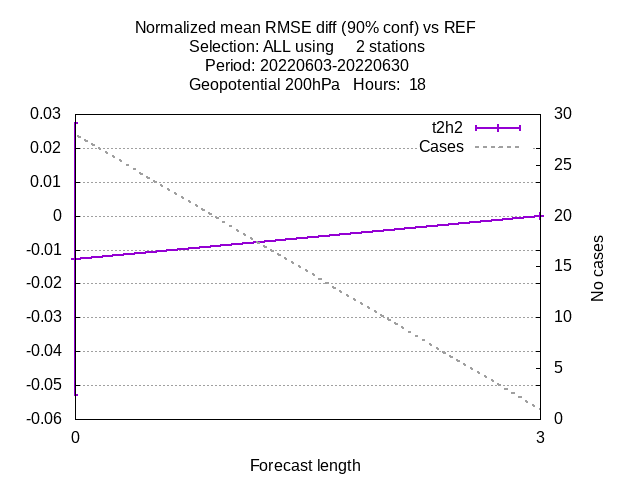 Normalized mean RMSE diff (90% conf) vs REF
Selection: ALL using     2 stations
Period: 20220603-20220630
Geopotential 200hPa   Hours:  18
t2h2
Cases
0.03
0.02
0.01
0
-0.01
-0.02
-0.03
-0.04
-0.05
-0.06
30
25
20
15
10
5
0
No cases
0
3
Forecast length